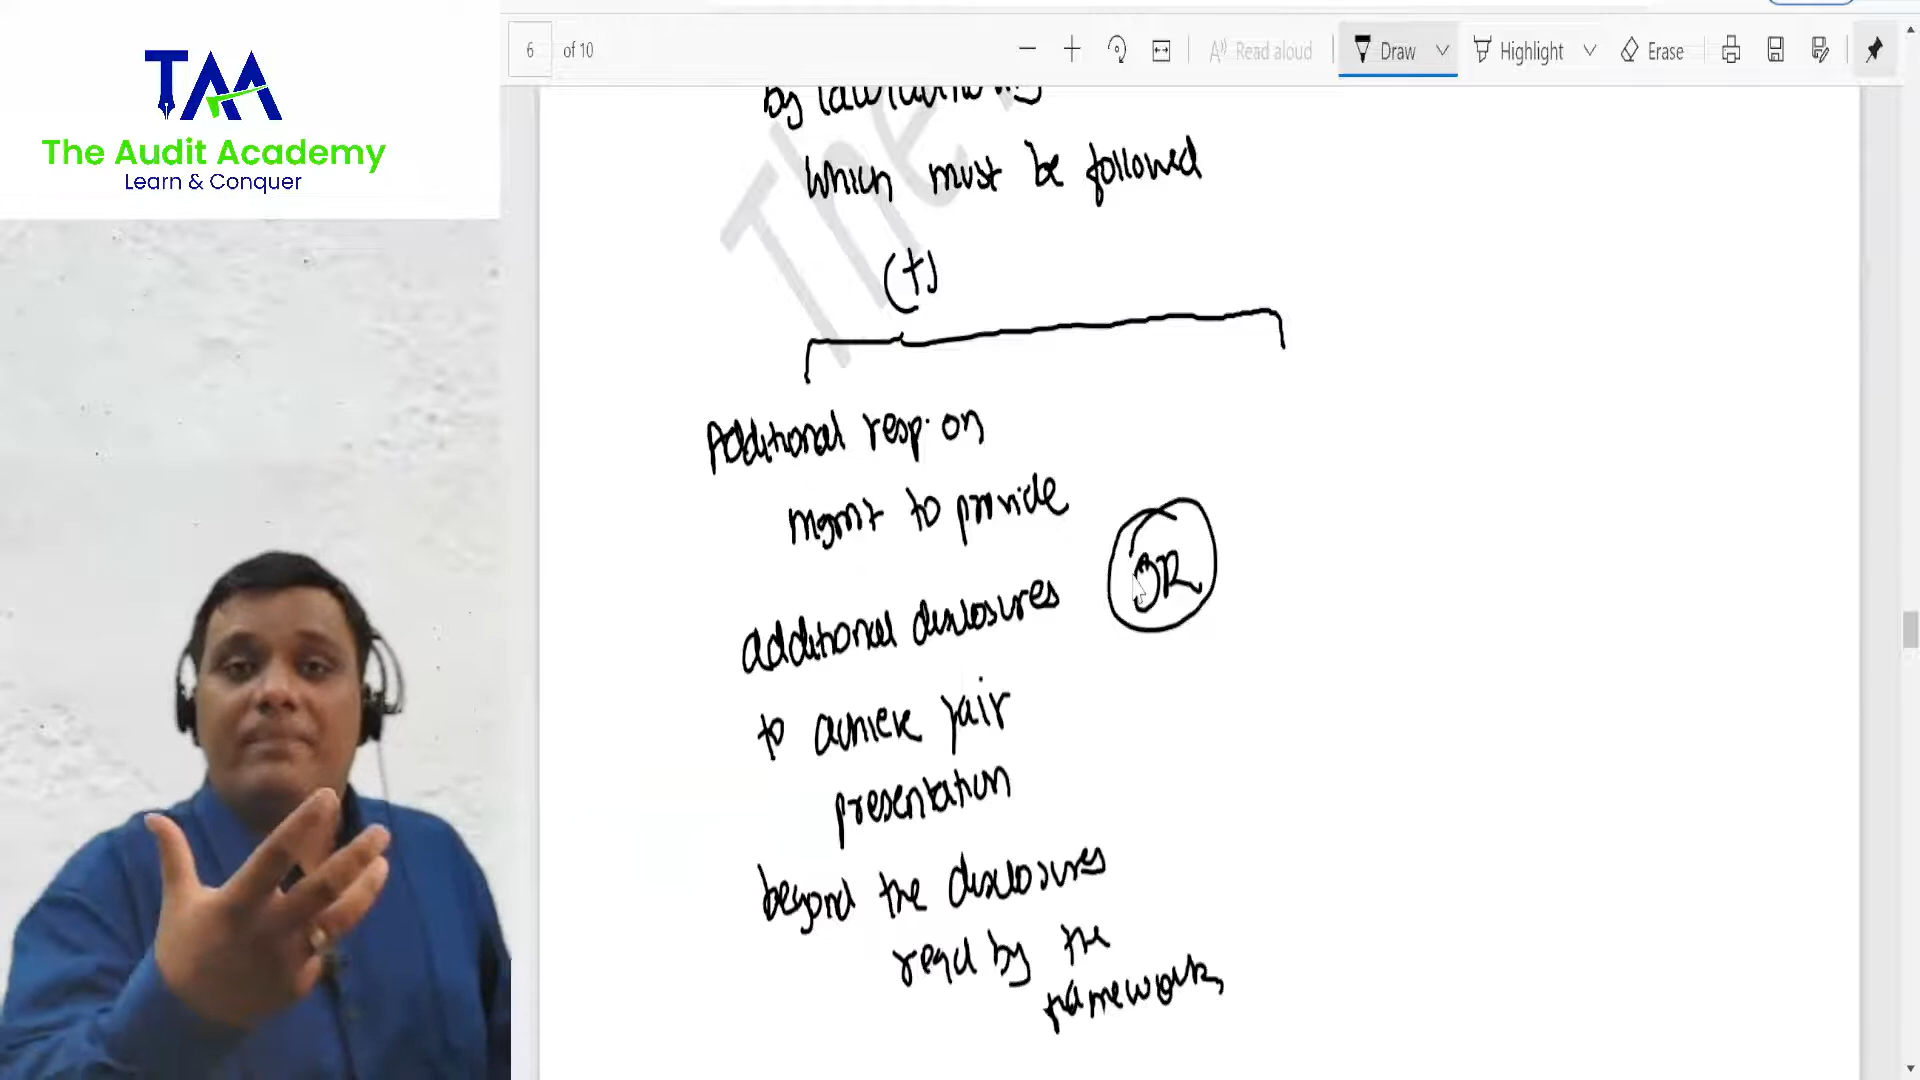 TAA
The Audit Academy
Learn & Conquer
6 of 10
Read aloud
Draw
Highlight
Erase
The
by
which must be followed
(+)
Additional resp. on
mgmt to provide
additional disclosures
OR
to achieve fair
presentation
beyond the disclosures
reqd by the
framework,